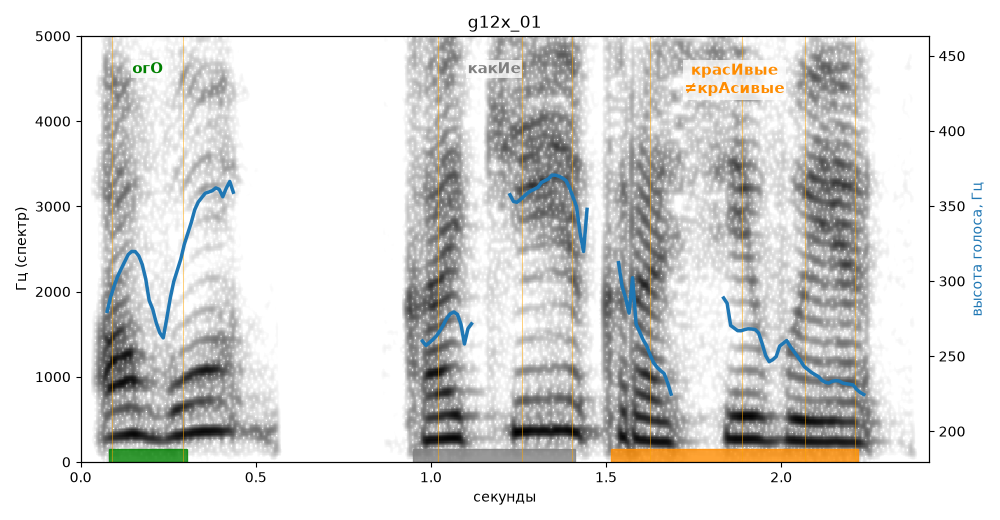 g12x_01
огО
какИе
красИвые
≠крАсивые
Гц (спектр)
5000
4000
3000
2000
1000
0
450
400
350
300
250
200
высота голоса, Гц
0.0 0.5 1.0 1.5 2.0
секунды